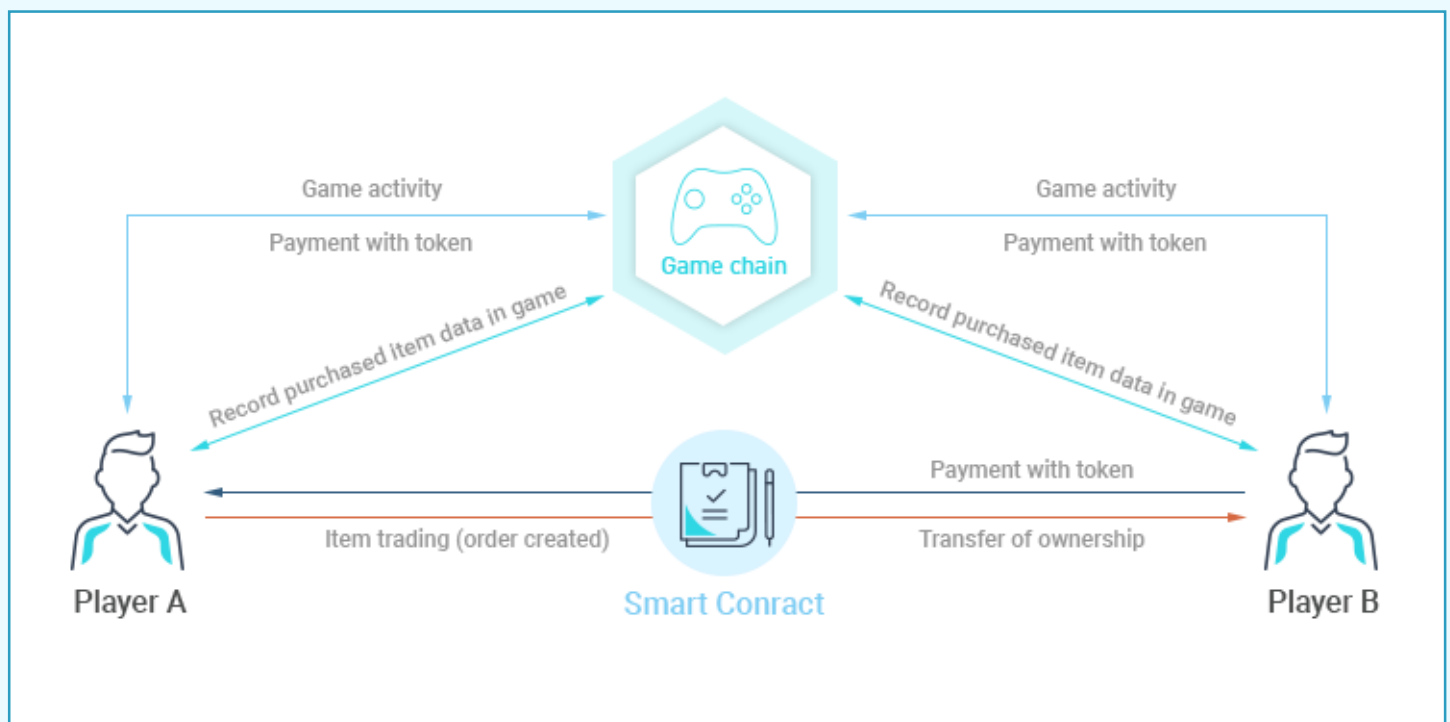 Game activity
Payment with token
Game chain
Game activity
Payment with token
Record purchased item data in game
Record purchased item data in game
Payment with token
Item trading (order created)
Transfer of ownership
Player A
Smart Conract
Player B